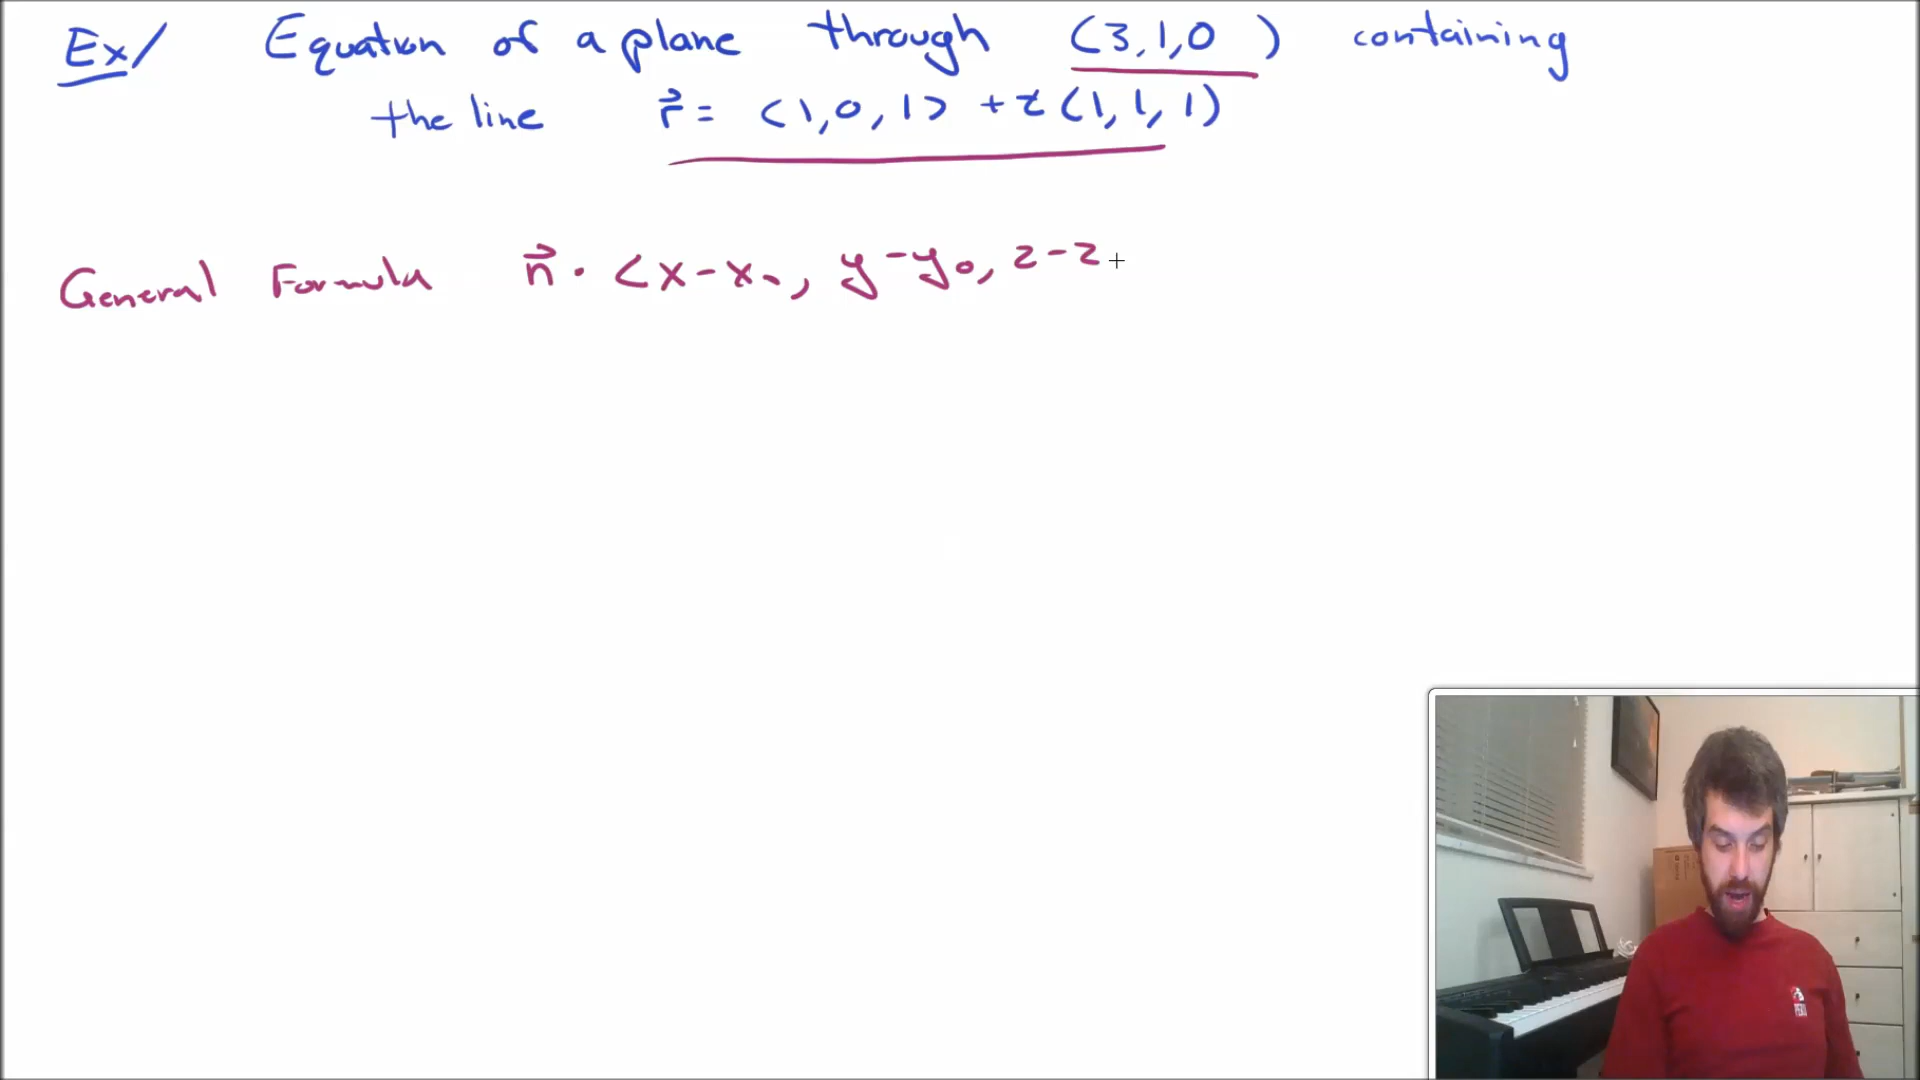 Ex/ Equation of a plane through (3,1,0) containing
the line r⃗ = <1,0,1> + t(1,1,1)
General Formula n⃗ · <x-x₀, y-y₀, z-z